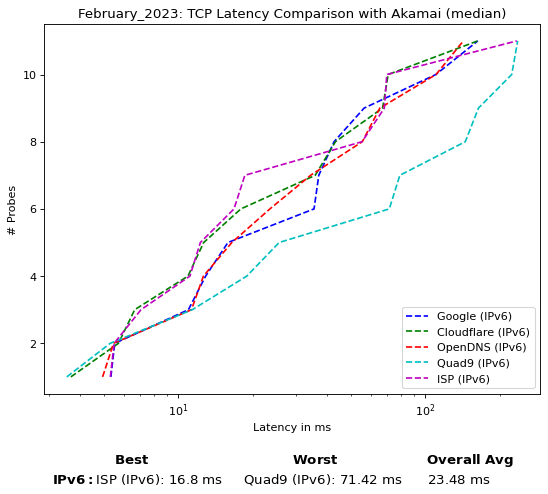 February_2023: TCP Latency Comparison with Akamai (median)
# Probes
10
8
6
4
2
10¹
10²
Latency in ms
Google (IPv6)
Cloudflare (IPv6)
OpenDNS (IPv6)
Quad9 (IPv6)
ISP (IPv6)
Best Worst Overall Avg
IPv6: ISP (IPv6): 16.8 ms Quad9 (IPv6): 71.42 ms 23.48 ms